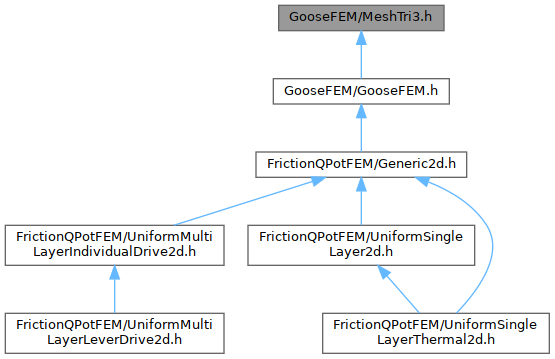 GooseFEM/MeshTri3.h
GooseFEM/GooseFEM.h
FrictionQPotFEM/Generic2d.h
FrictionQPotFEM/UniformMulti
LayerIndividualDrive2d.h
FrictionQPotFEM/UniformSingle
Layer2d.h
FrictionQPotFEM/UniformMulti
LayerLeverDrive2d.h
FrictionQPotFEM/UniformSingle
LayerThermal2d.h